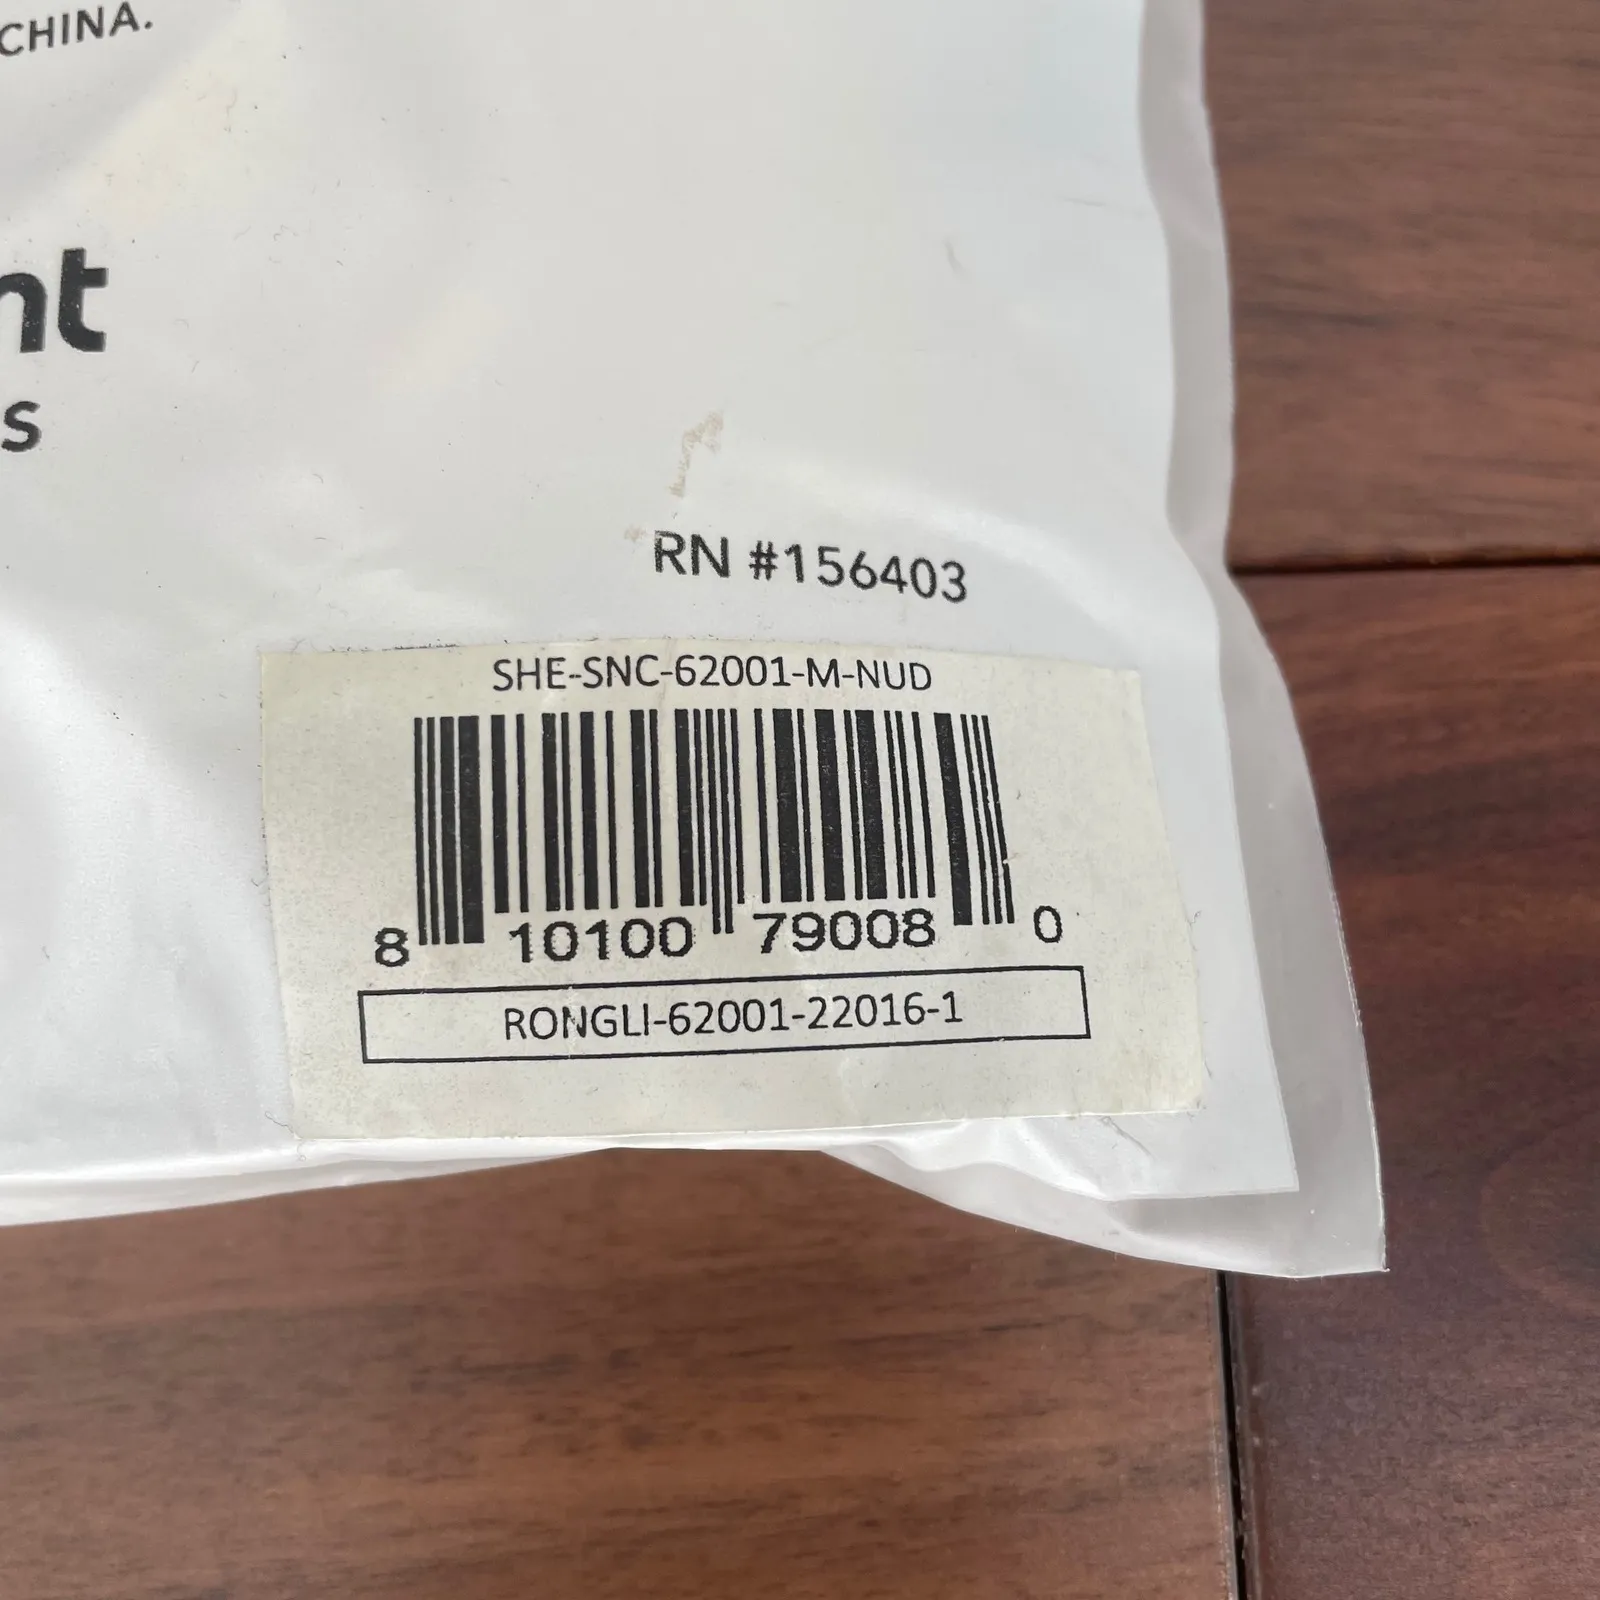 CHINA.
nt
s
RN #156403
SHE-SNC-62001-M-NUD
8 10100 79008 0
RONGLI-62001-22016-1